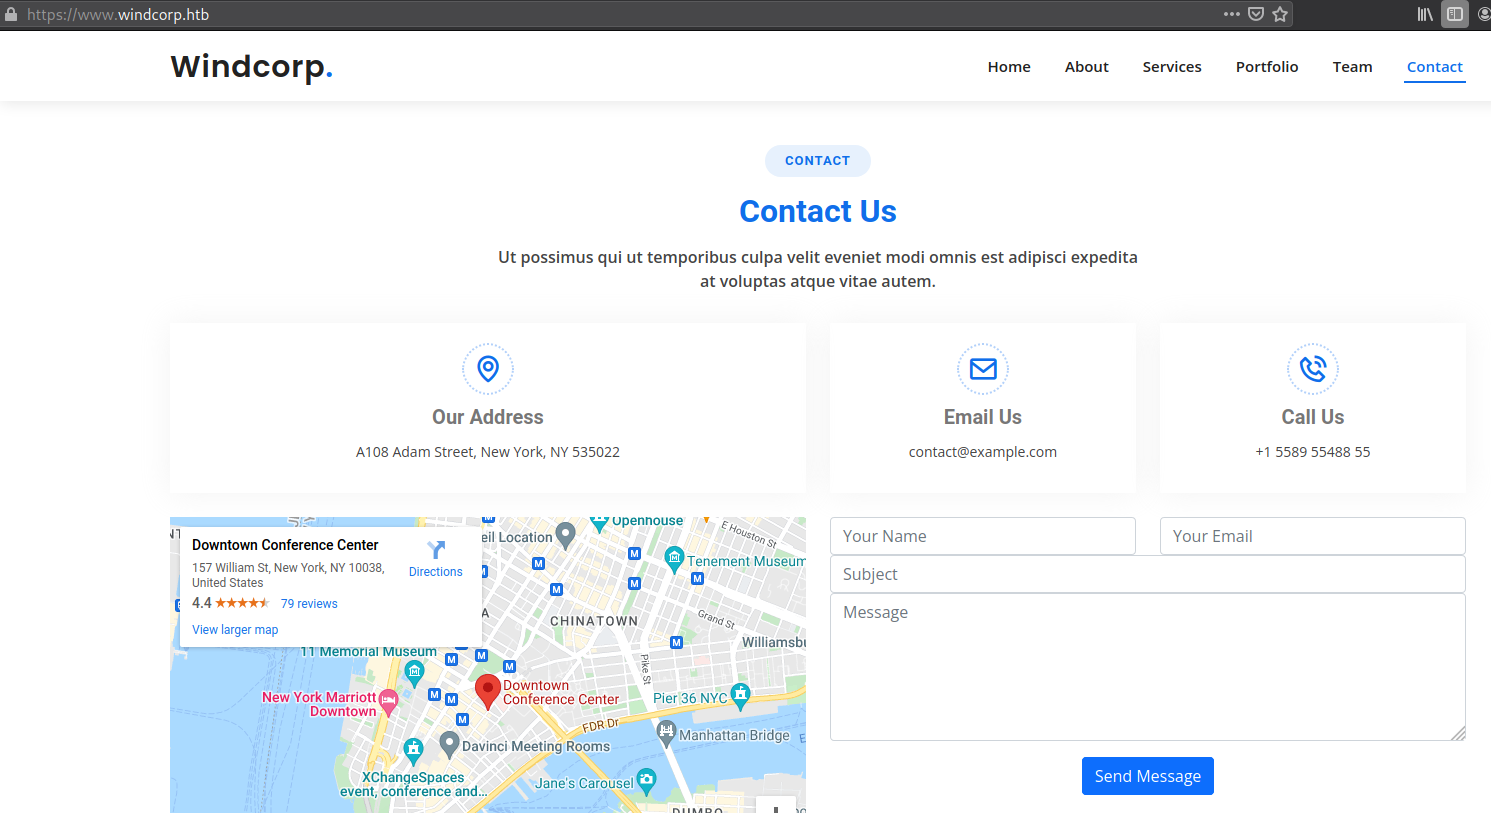 https://www.windcorp.htb
Windcorp.
Home About Services Portfolio Team Contact
CONTACT
Contact Us
Ut possimus qui ut temporibus culpa velit eveniet modi omnis est adipisci expedita
at voluptas atque vitae autem.
Our Address
A108 Adam Street, New York, NY 535022
Email Us
contact@example.com
Call Us
+1 5589 55488 55
Downtown Conference Center
157 William St, New York, NY 10038,
United States
4.4 79 reviews
View larger map
Directions
Openhouse
eil Location
E Houston St
Tenement Museum
CHINATOWN
Grand St
Williamsbu
Pike St
11 Memorial Museum
New York Marriott
Downtown
Downtown
Conference Center
Pier 36 NYC
FDR Dr
Manhattan Bridge
Davinci Meeting Rooms
XChangeSpaces
event, conference and...
Jane's Carousel
DUMBO
Your Name
Your Email
Subject
Message
Send Message